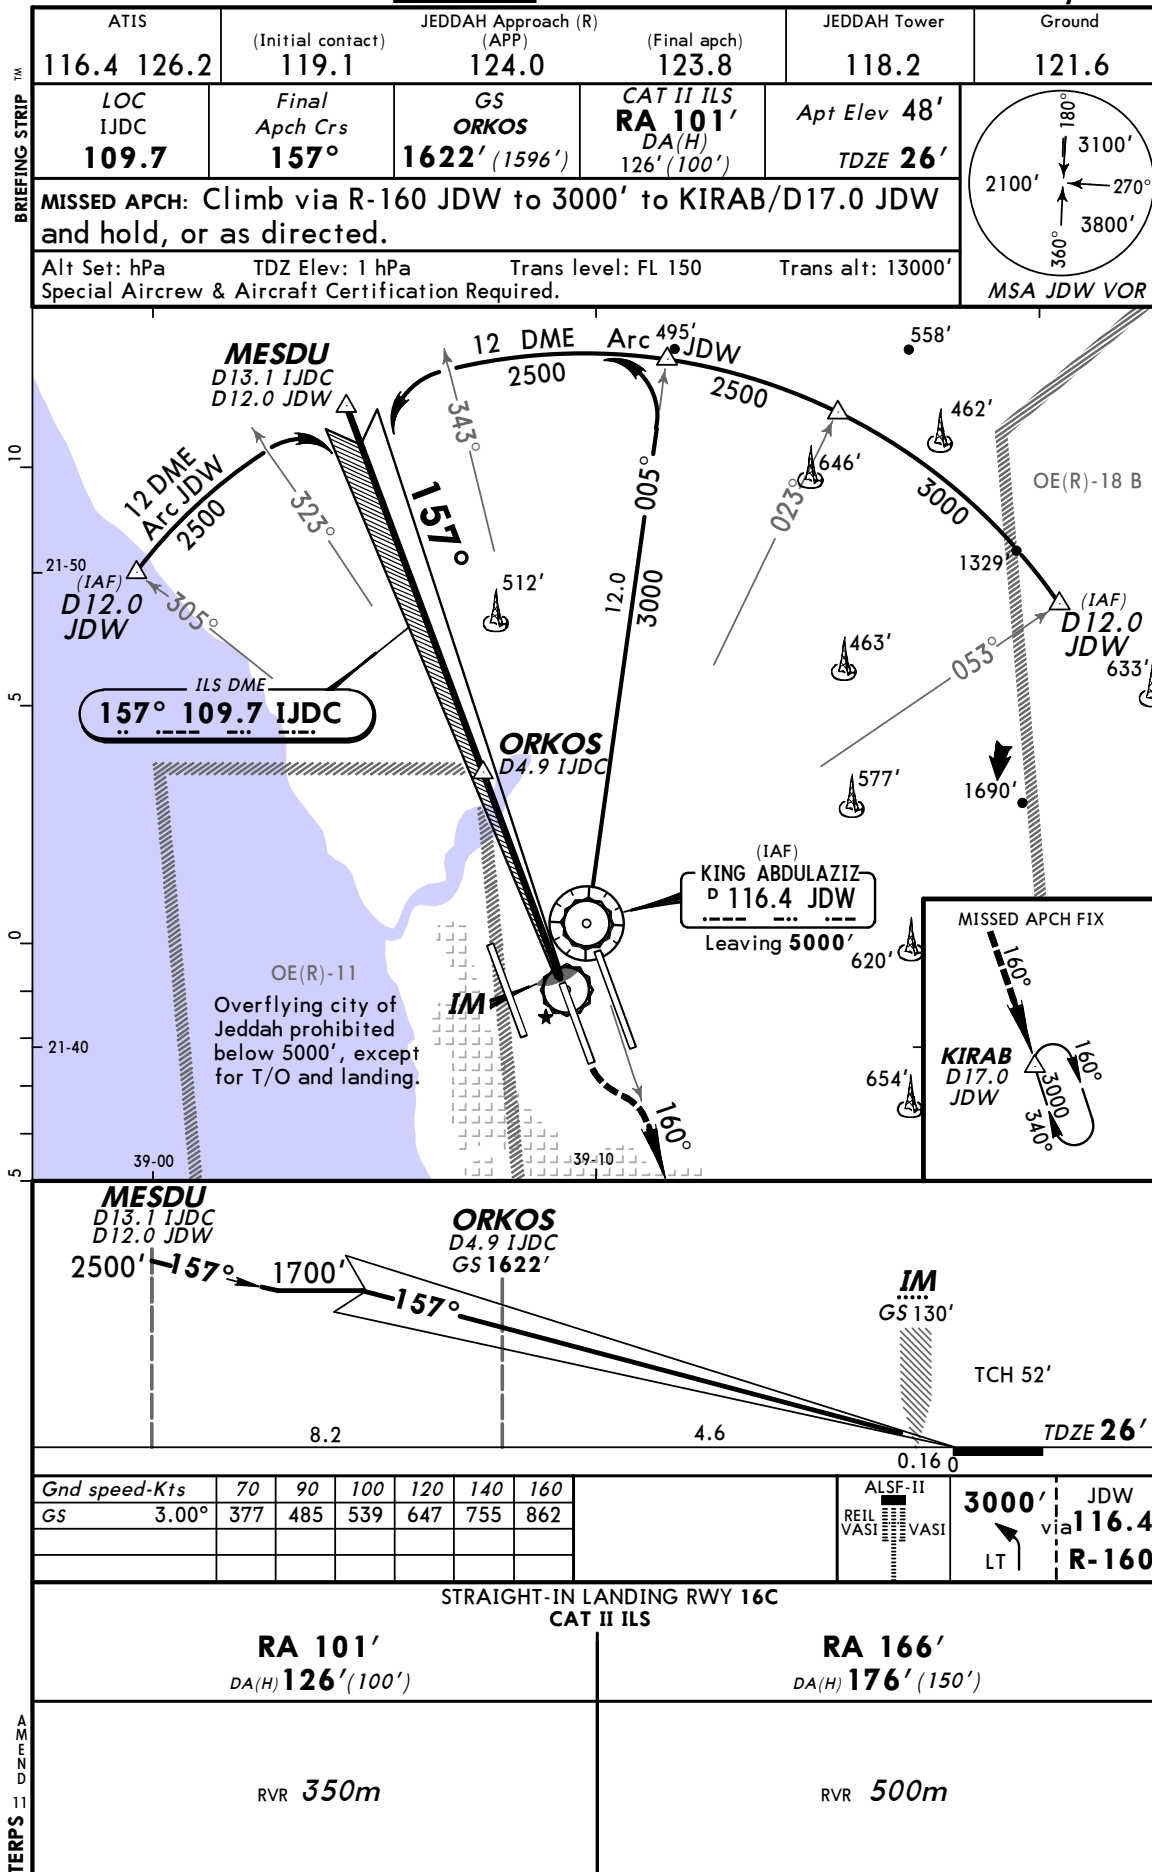 ATIS
116.4 126.2
JEDDAH Approach (R)
(Initial contact) (APP) (Final apch)
119.1 124.0 123.8
JEDDAH Tower
118.2
Ground
121.6
BRIEFING STRIP TM
LOC
IJDC
109.7
Final
Apch Crs
157°
GS
ORKOS
1622' (1596')
CAT II ILS
RA 101'
DA(H)
126' (100')
Apt Elev 48'
TDZE 26'
MISSED APCH: Climb via R-160 JDW to 3000' to KIRAB/D17.0 JDW
and hold, or as directed.
Alt Set: hPa TDZ Elev: 1 hPa Trans level: FL 150 Trans alt: 13000'
Special Aircrew & Aircraft Certification Required.
180°
3100'
2100'
270°
3800'
360°
MSA JDW VOR
MESDU
D13.1 IJDC
D12.0 JDW
12 DME Arc JDW
2500
495'
558'
2500
462'
343°
10
12 DME
Arc JDW
2500
323°
157°
005°
646'
023°
3000
OE(R)-18 B
1329'
21-50
(IAF)
D12.0
JDW
305°
512'
12.0
3000
463'
053°
(IAF)
D12.0
JDW
633'
5
ILS DME
157° 109.7 IJDC
ORKOS
D4.9 IJDC
577'
1690'
(IAF)
KING ABDULAZIZ
D 116.4 JDW
Leaving 5000'
620'
0
OE(R)-11
Overflying city of
Jeddah prohibited
below 5000', except
for T/O and landing.
IM
21-40
654'
160°
39-00
39-10
5
MISSED APCH FIX
160°
KIRAB
D17.0
JDW
3000
160°
340°
MESDU
D13.1 IJDC
D12.0 JDW
2500' 157° 1700'
ORKOS
D4.9 IJDC
GS 1622'
157°
IM
GS 130'
TCH 52'
TDZE 26'
8.2 4.6 0.16 0
Gnd speed-Kts 70 90 100 120 140 160
GS 3.00° 377 485 539 647 755 862
ALSF-II
REIL
VASI VASI
3000'
LT
via
JDW
116.4
R-160
STRAIGHT-IN LANDING RWY 16C
CAT II ILS
RA 101'
DA(H) 126' (100')
RA 166'
DA(H) 176' (150')
RVR 350m
RVR 500m
AMEND 11
TERPS